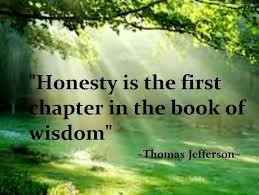 "Honesty is the first
chapter in the book of
wisdom"
~Thomas Jefferson~